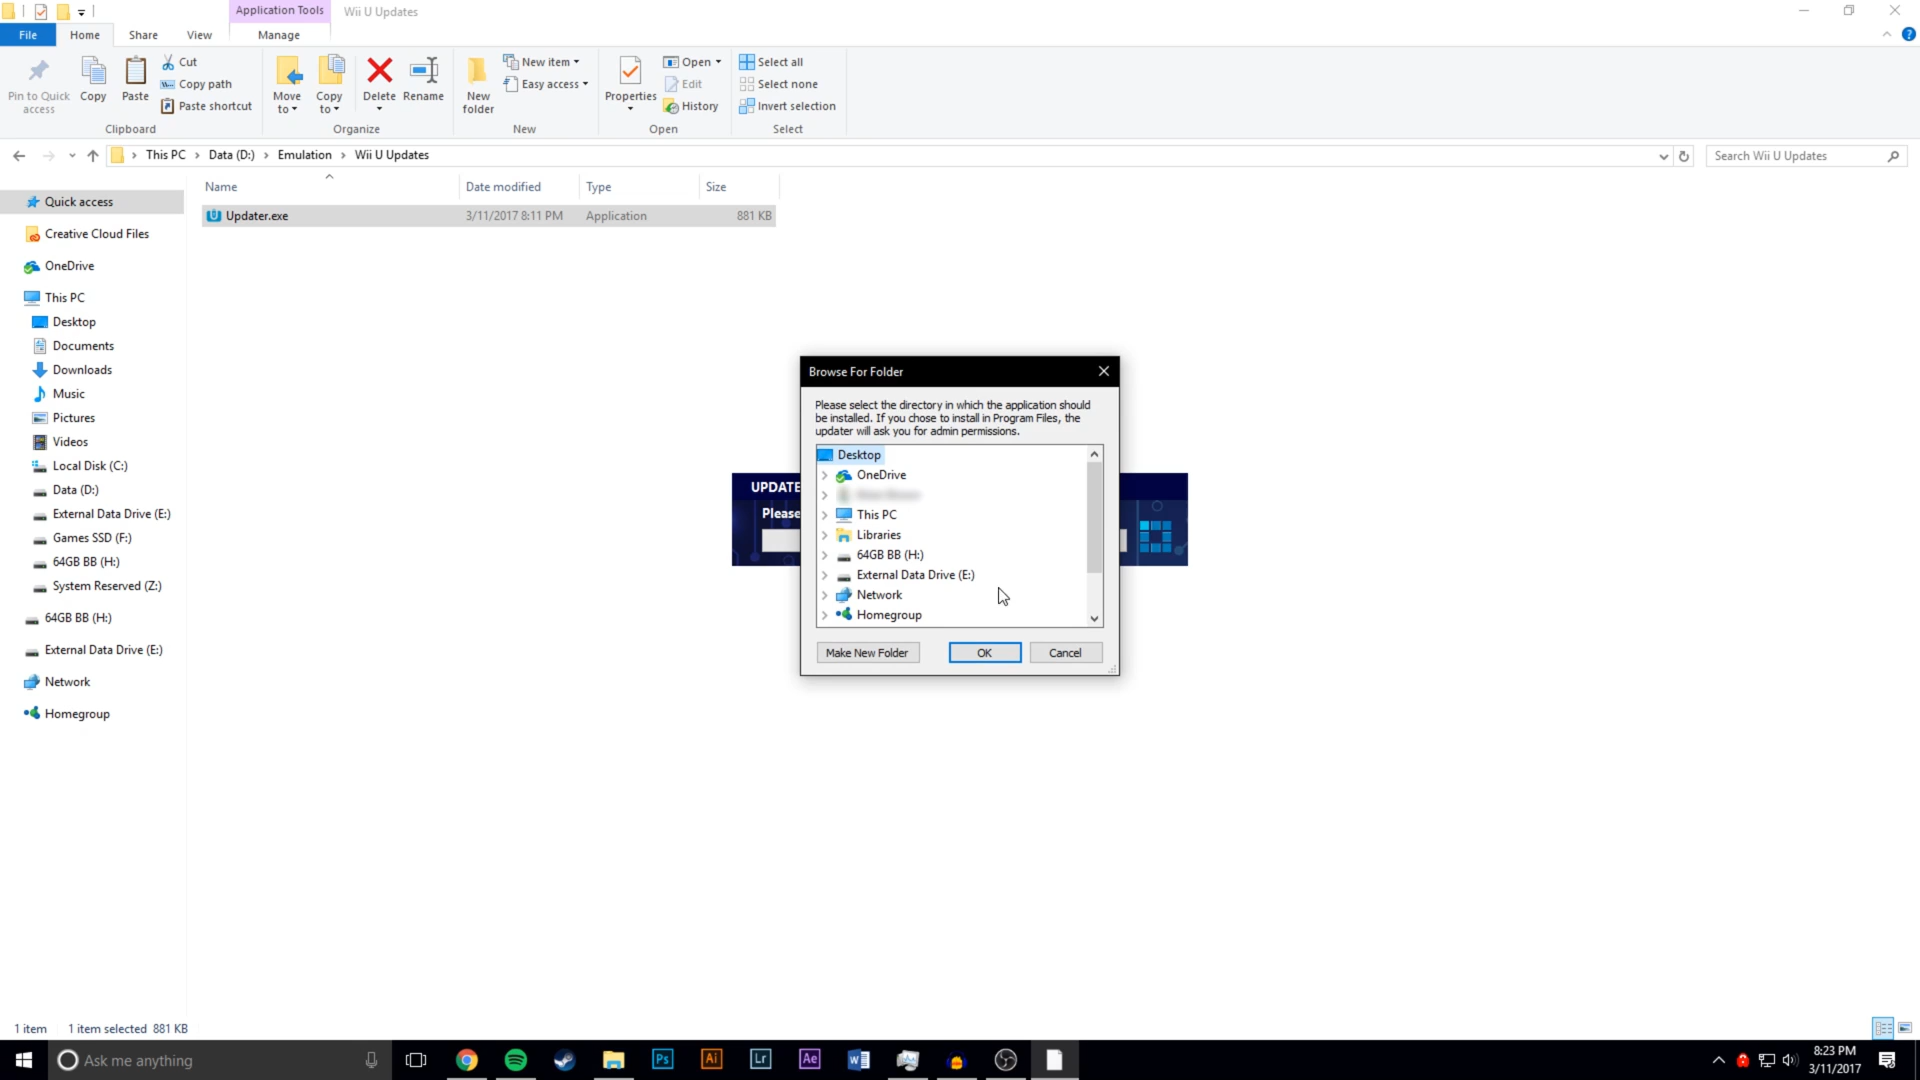 Application Tools
Wii U Updates
File
Home
Share
View
Manage
Pin to Quick access
Copy
Paste
Cut
Copy path
Paste shortcut
Clipboard
Move to
Copy to
Delete
Rename
Organize
New folder
New item
Easy access
New
Properties
Open
Edit
History
Open
Select all
Select none
Invert selection
Select
This PC > Data (D:) > Emulation > Wii U Updates
Search Wii U Updates
Name
Date modified
Type
Size
Updater.exe
3/11/2017 8:11 PM
Application
881 KB
Quick access
Creative Cloud Files
OneDrive
This PC
Desktop
Documents
Downloads
Music
Pictures
Videos
Local Disk (C:)
Data (D:)
External Data Drive (E:)
Games SSD (F:)
64GB BB (H:)
System Reserved (Z:)
64GB BB (H:)
External Data Drive (E:)
Network
Homegroup
UPDATE
Please
Browse For Folder
Please select the directory in which the application should
be installed. If you chose to install in Program Files, the
updater will ask you for admin permissions.
Desktop
OneDrive
This PC
Libraries
64GB BB (H:)
External Data Drive (E:)
Network
Homegroup
Make New Folder
OK
Cancel
1 item
1 item selected 881 KB
Ask me anything
Ps
Ai
Lr
Ae
8:23 PM
3/11/2017